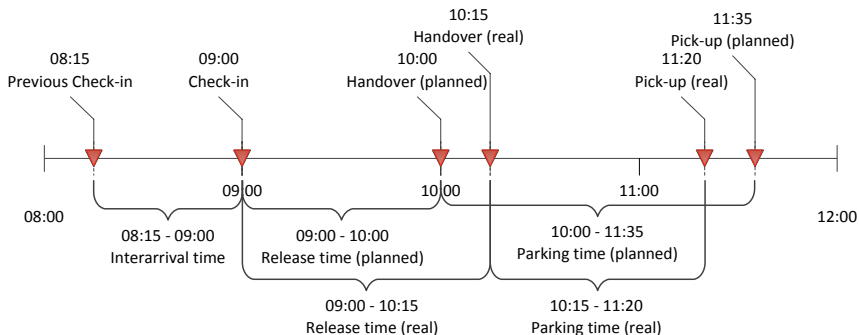 10:15
Handover (real)
11:35
Pick-up (planned)
08:15
Previous Check-in
09:00
Check-in
10:00
Handover (planned)
11:20
Pick-up (real)
08:00
09:00
10:00
11:00
12:00
08:15 - 09:00
Interarrival time
09:00 - 10:00
Release time (planned)
10:00 - 11:35
Parking time (planned)
09:00 - 10:15
Release time (real)
10:15 - 11:20
Parking time (real)